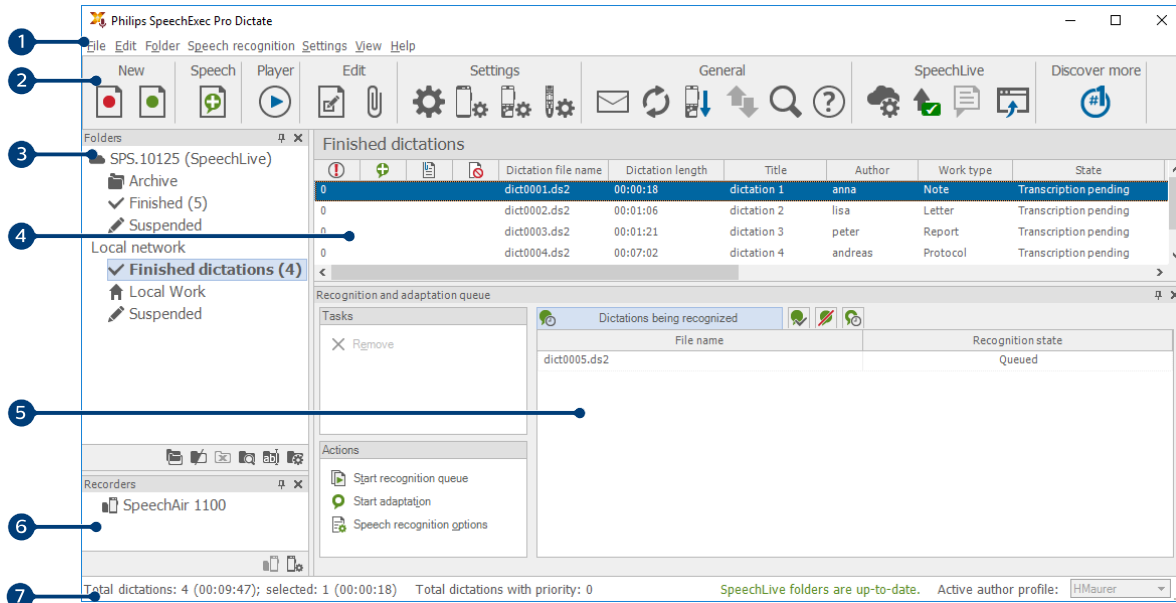 Philips SpeechExec Pro Dictate
1
File Edit Folder Speech recognition Settings View Help
2
New Speech Player Edit Settings General SpeechLive Discover more
#1
Folders
Finished dictations
3
SPS.10125 (SpeechLive)
Archive
Finished (5)
Suspended
Local network
Finished dictations (4)
Local Work
Suspended
Dictation file name Dictation length Title Author Work type State
0 dict0001.ds2 00:00:18 dictation 1 anna Note Transcription pending
0 dict0002.ds2 00:01:06 dictation 2 lisa Letter Transcription pending
4
0 dict0003.ds2 00:01:21 dictation 3 peter Report Transcription pending
0 dict0004.ds2 00:07:02 dictation 4 andreas Protocol Transcription pending
Recognition and adaptation queue
Tasks
Remove
Dictations being recognized
File name Recognition state
dict0005.ds2 Queued
5
Actions
Start recognition queue
Start adaptation
Speech recognition options
Recorders
SpeechAir 1100
6
7
Total dictations: 4 (00:09:47); selected: 1 (00:00:18) Total dictations with priority: 0 SpeechLive folders are up-to-date. Active author profile: HMaurer